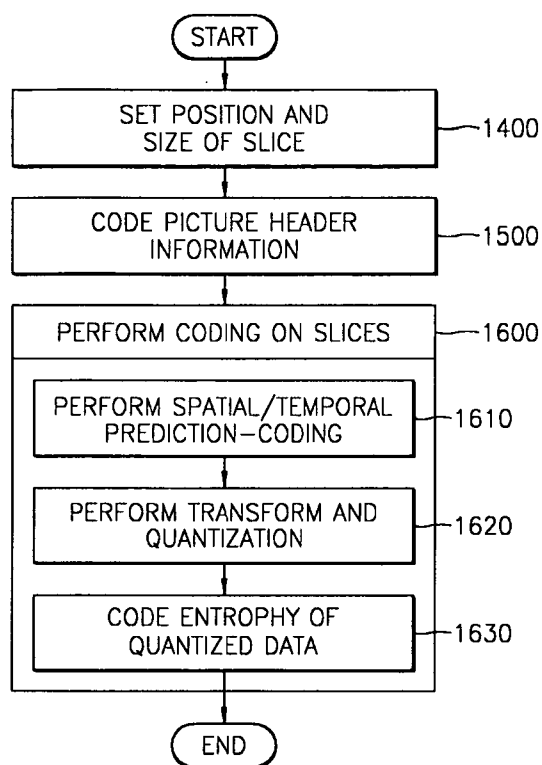 START
SET POSITION AND
SIZE OF SLICE
1400
CODE PICTURE HEADER
INFORMATION
1500
PERFORM CODING ON SLICES
1600
PERFORM SPATIAL/TEMPORAL
PREDICTION-CODING
1610
PERFORM TRANSFORM AND
QUANTIZATION
1620
CODE ENTROPHY OF
QUANTIZED DATA
1630
END